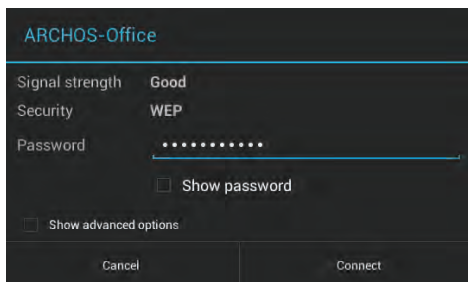 ARCHOS-Office
Signal strength Good
Security WEP
Password •••••••••••
Show password
Show advanced options
Cancel Connect